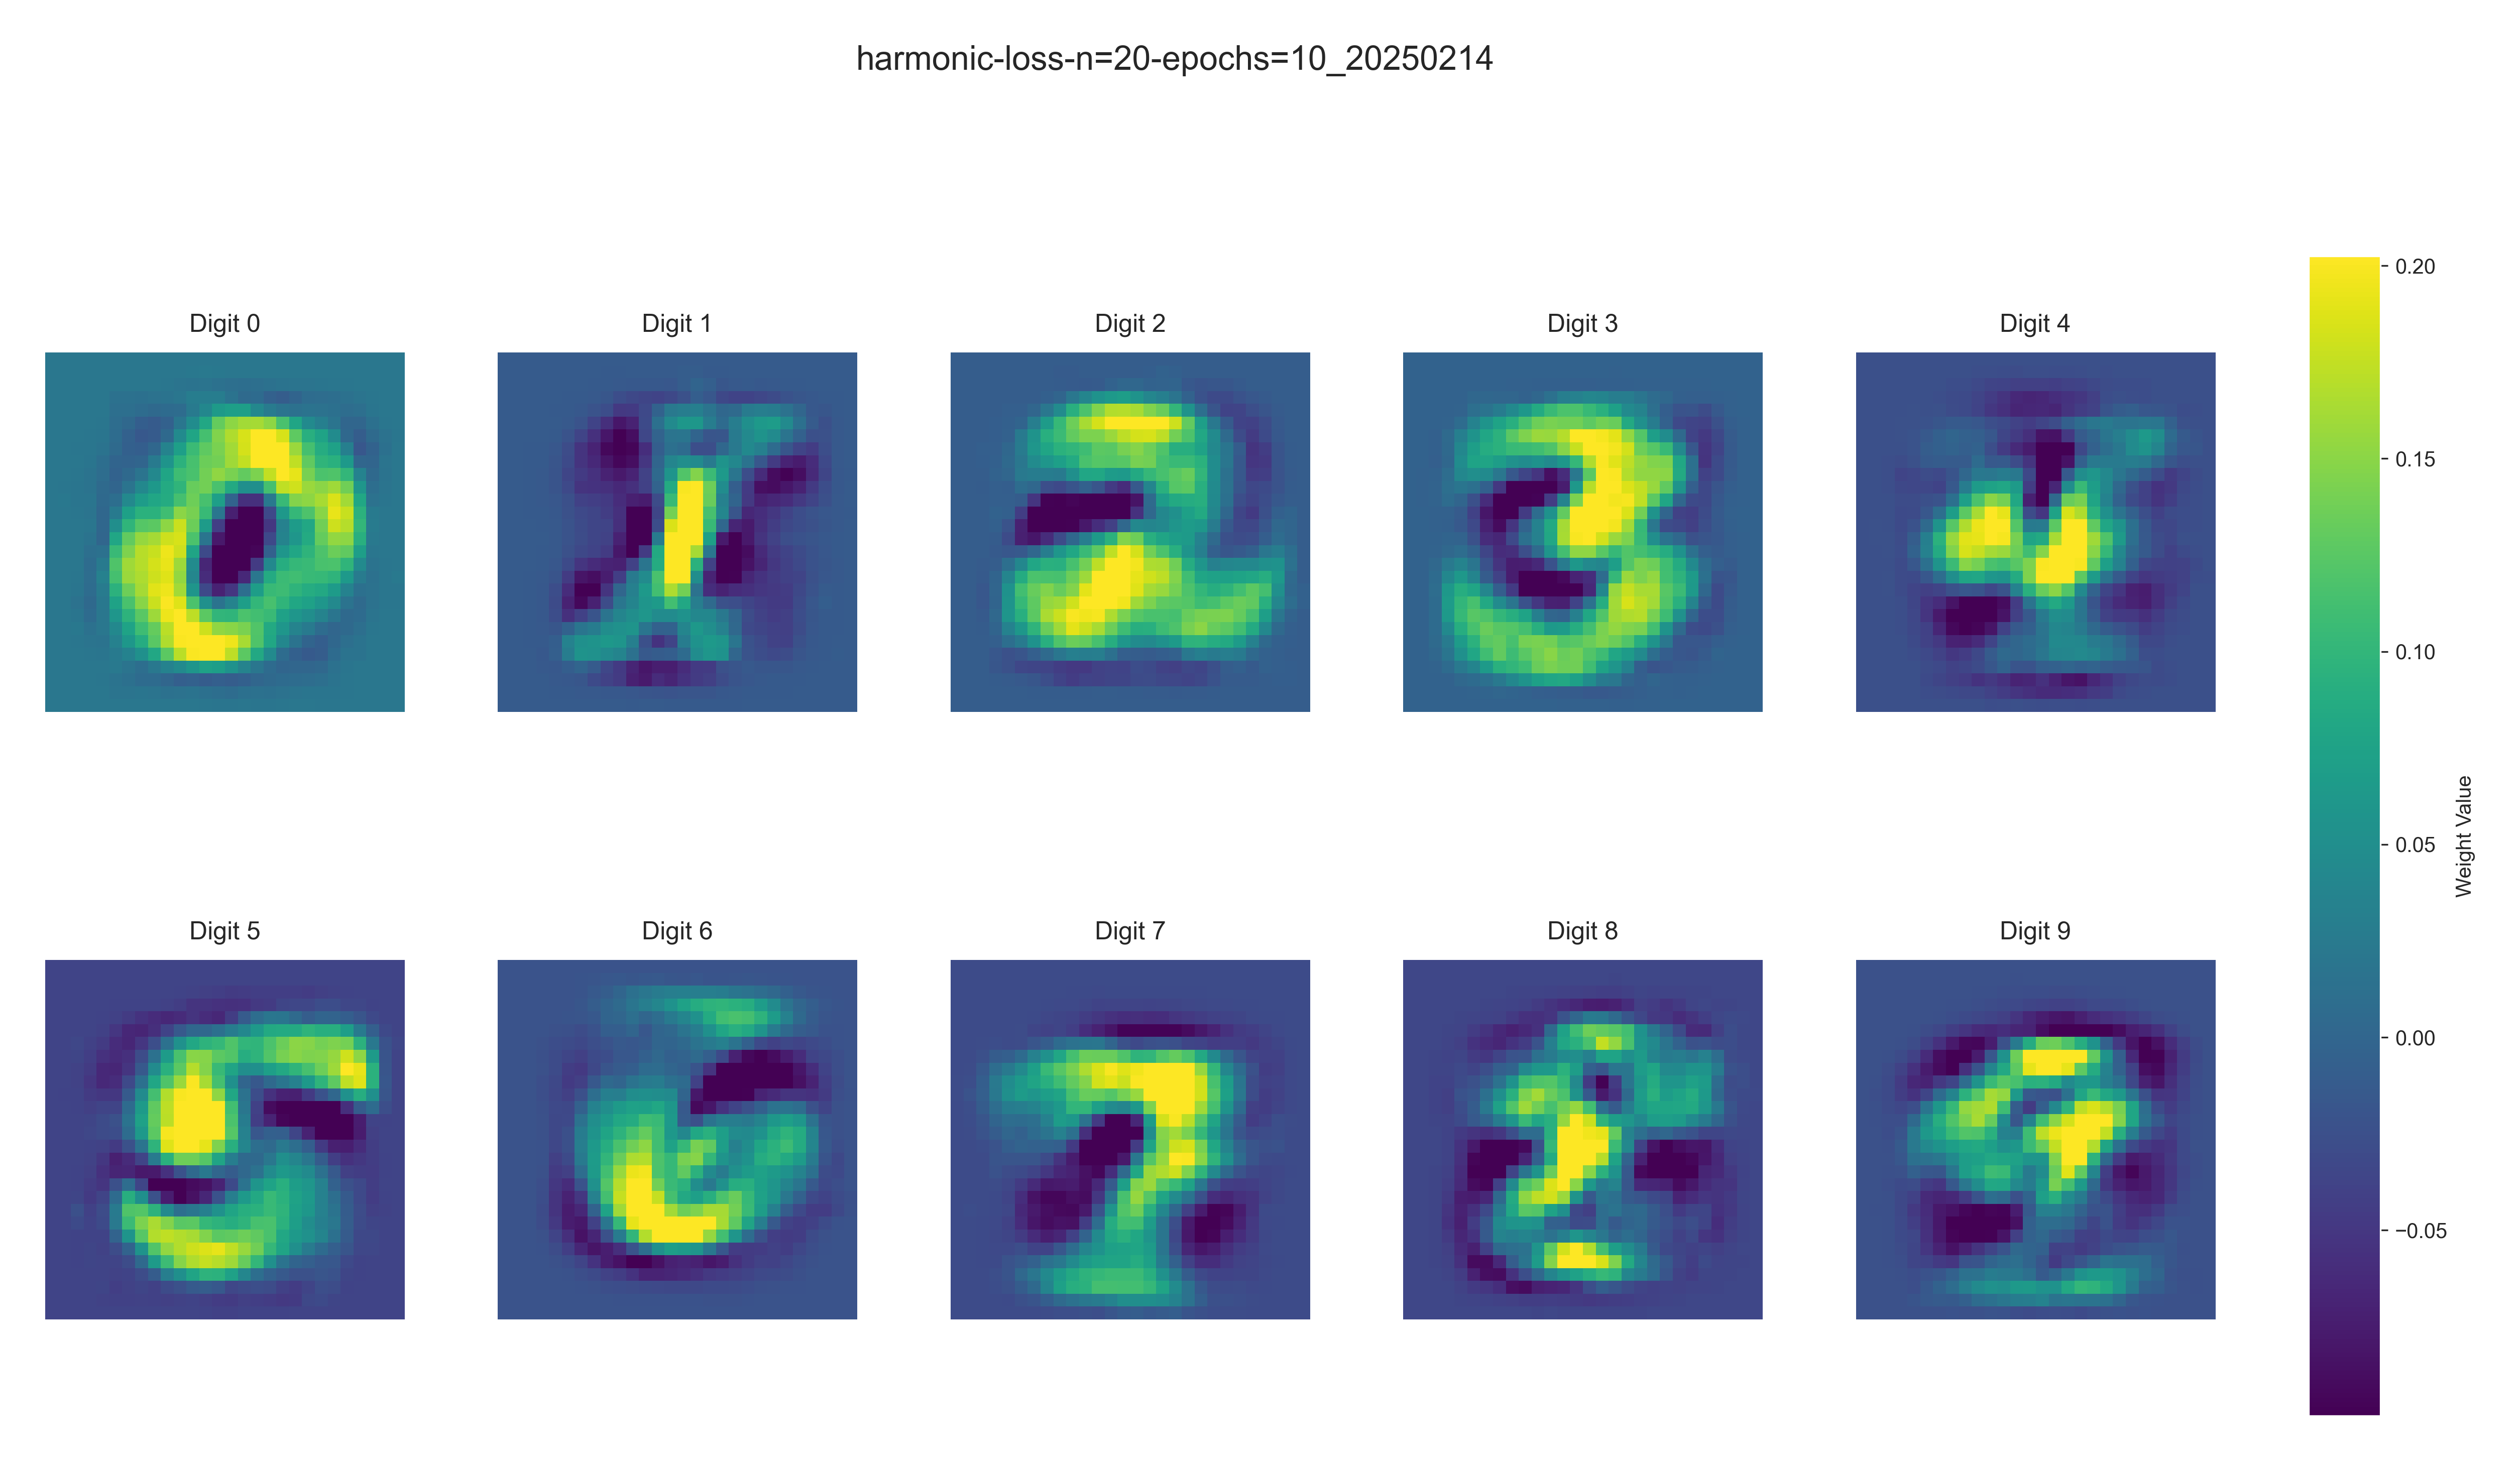 harmonic-loss-n=20-epochs=10_20250214
Digit 0
Digit 1
Digit 2
Digit 3
Digit 4
Digit 5
Digit 6
Digit 7
Digit 8
Digit 9
0.20
0.15
0.10
0.05
0.00
−0.05
Weight Value